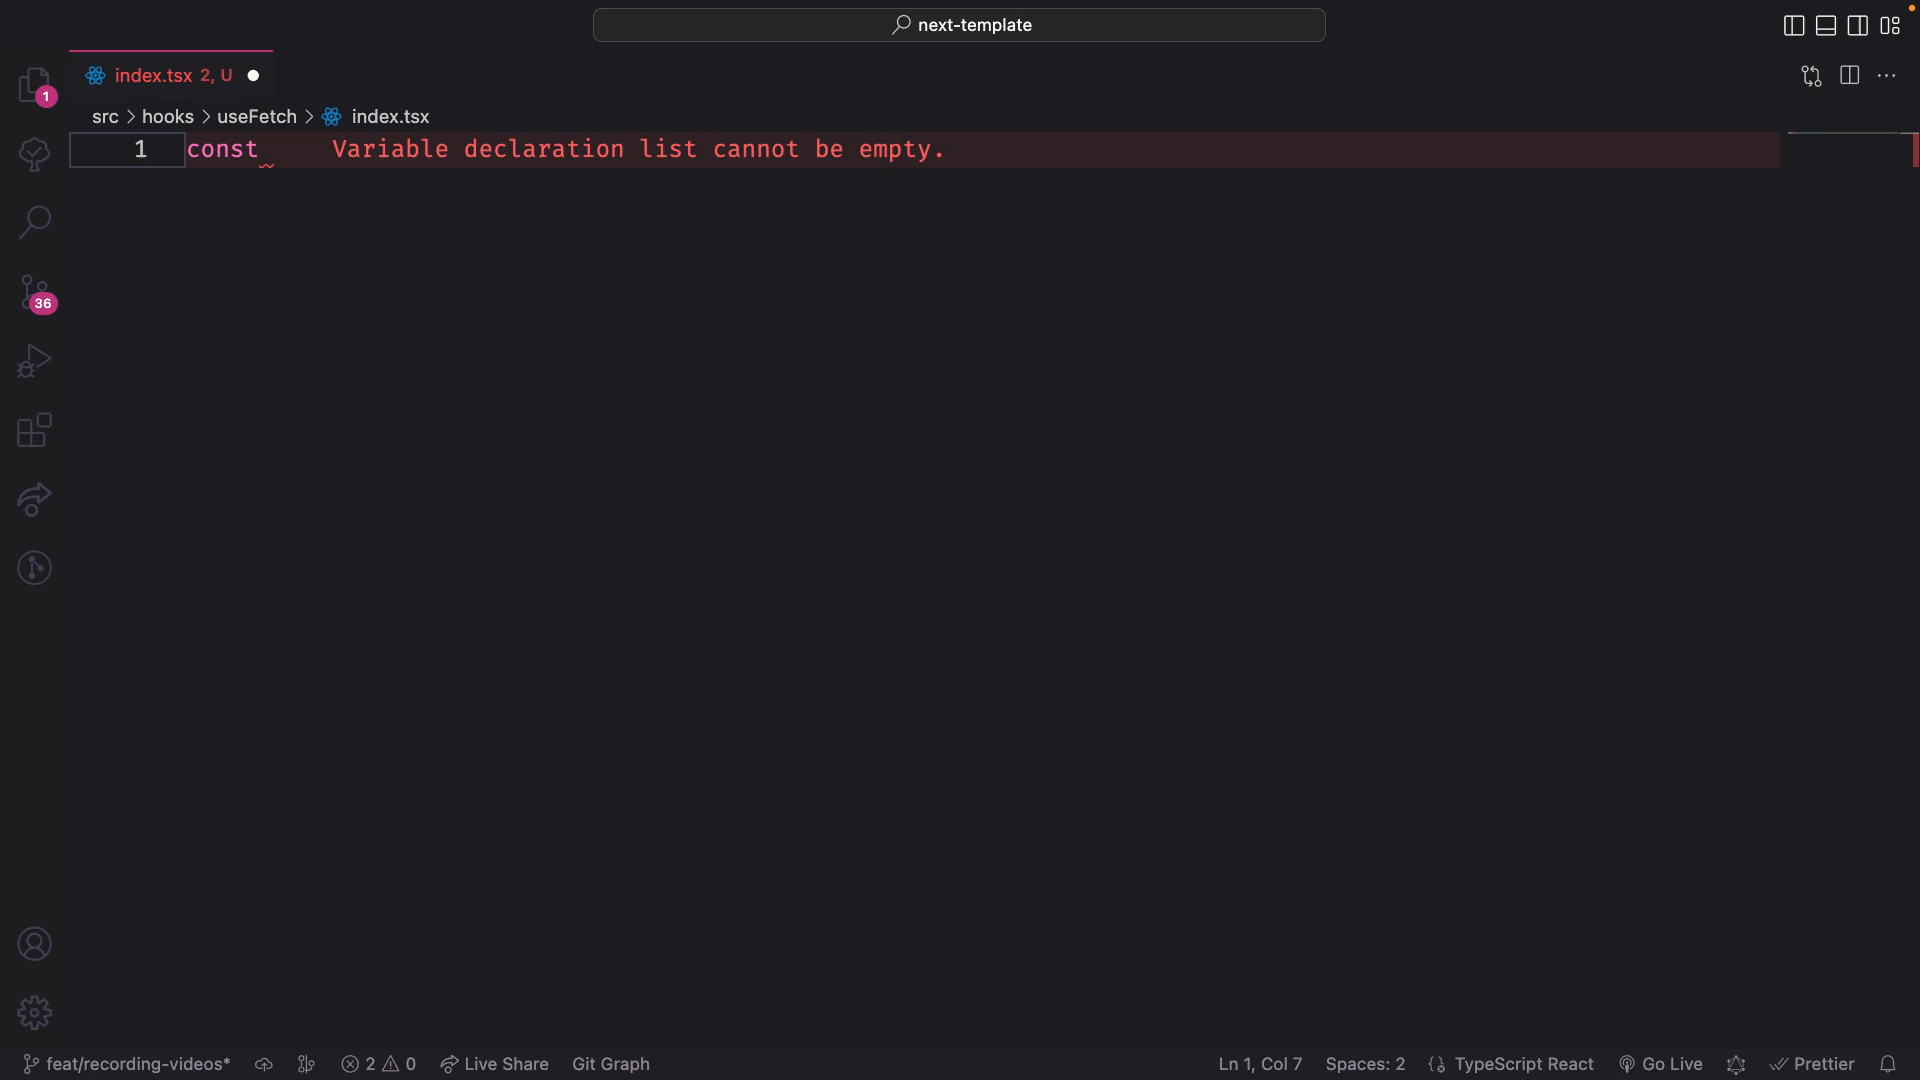 next-template
index.tsx 2, U
1
src > hooks > useFetch > index.tsx
1 const Variable declaration list cannot be empty.
36
feat/recording-videos* 2 0 Live Share Git Graph Ln 1, Col 7 Spaces: 2 TypeScript React Go Live Prettier